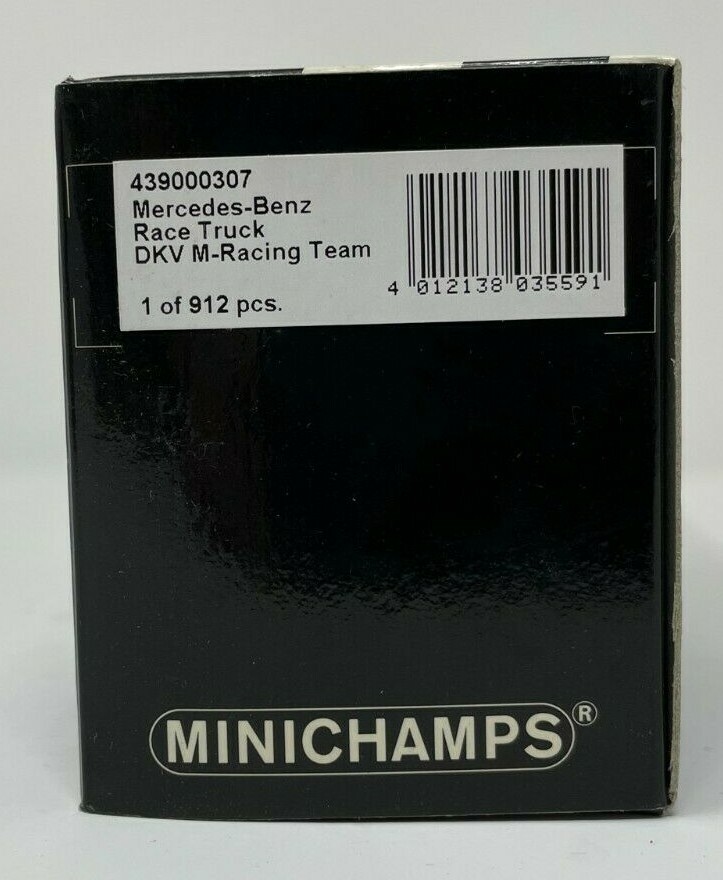 439000307
Mercedes-Benz
Race Truck
DKV M-Racing Team
1 of 912 pcs.
4 012138 035591
MINICHAMPS®